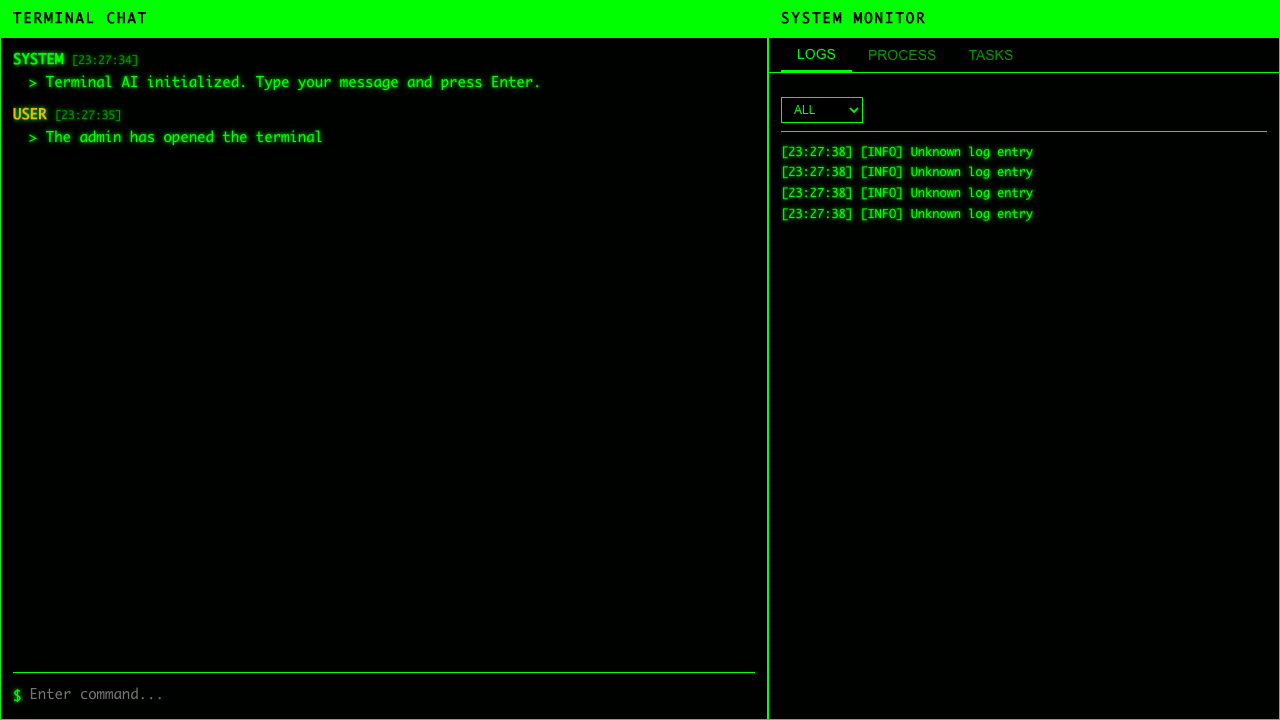 TERMINAL CHAT
SYSTEM [23:27:34]
> Terminal AI initialized. Type your message and press Enter.
USER [23:27:35]
> The admin has opened the terminal
$ Enter command...
SYSTEM MONITOR
LOGS PROCESS TASKS
ALL
[23:27:38] [INFO] Unknown log entry
[23:27:38] [INFO] Unknown log entry
[23:27:38] [INFO] Unknown log entry
[23:27:38] [INFO] Unknown log entry